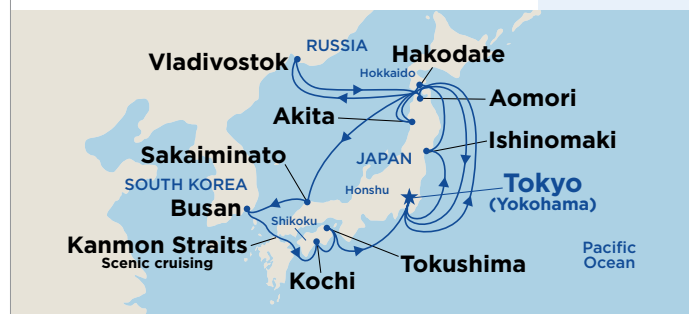 RUSSIA
Hakodate
Vladivostok
Hokkaido
Aomori
Akita
Ishinomaki
Sakaiminato
JAPAN
SOUTH KOREA
Honshu
Tokyo
(Yokohama)
Busan
Shikoku
Kanmon Straits
Scenic cruising
Pacific
Ocean
Tokushima
Kochi